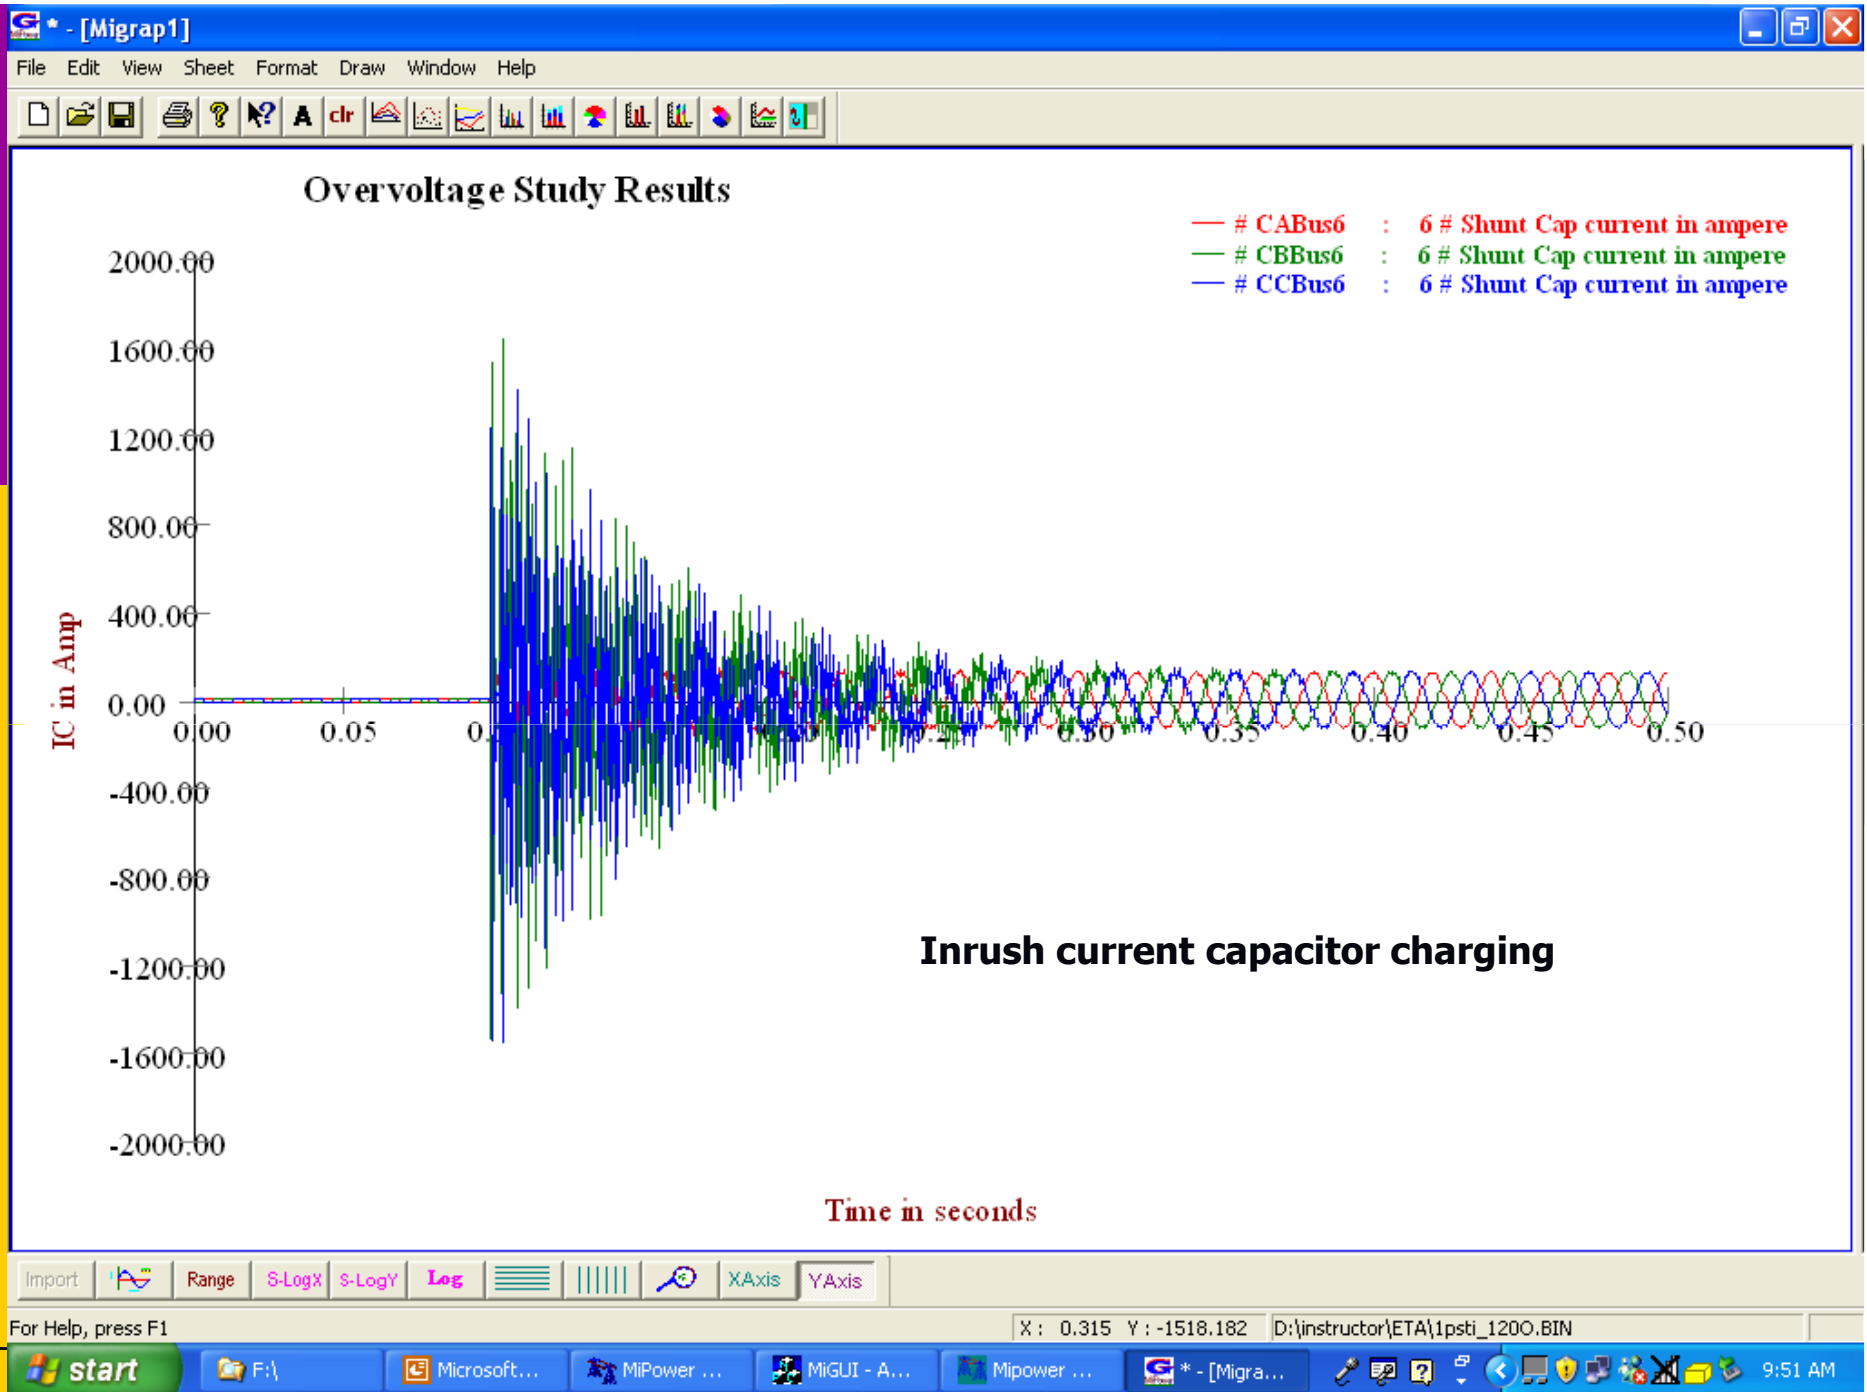 * - [Migrap1]
File Edit View Sheet Format Draw Window Help
A clr
Overvoltage Study Results
# CABus6 : 6 # Shunt Cap current in ampere
# CBBus6 : 6 # Shunt Cap current in ampere
# CCBus6 : 6 # Shunt Cap current in ampere
2000.00
1600.00
1200.00
800.00
400.00
IC in Amp
0.00
0.00 0.05 0.30 0.35 0.40 0.45 0.50
-400.00
-800.00
Inrush current capacitor charging
-1200.00
-1600.00
-2000.00
Time in seconds
Import Range S-LogX S-LogY Log XAxis YAxis
For Help, press F1 X: 0.315 Y:-1518.182 D:\instructor\ETA\1psti_120O.BIN
start F:\ Microsoft... MiPower ... MiGUI - A... Mipower ... * - [Migra... 9:51 AM